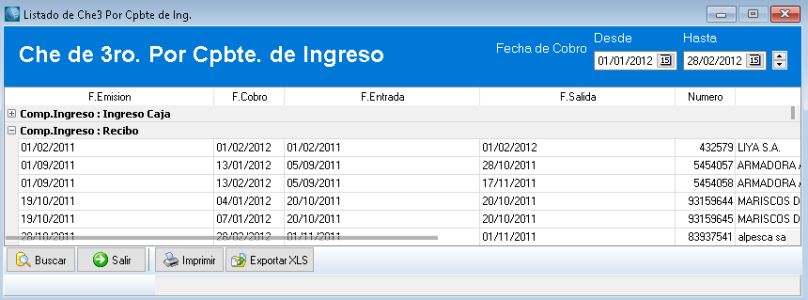 Listado de Che3 Por Cpbte de Ing.
Che de 3ro. Por Cpbte. de Ingreso
Fecha de Cobro
Desde
Hasta
01/01/2012 15
28/02/2012 15
F.Emision F.Cobro F.Entrada F.Salida Numero
Comp.Ingreso : Ingreso Caja
Comp.Ingreso : Recibo
01/02/2011 01/02/2012 01/02/2011 01/02/2012 432579 LIYA S.A.
01/09/2011 13/01/2012 05/09/2011 28/10/2011 5454057 ARMADORA
01/09/2011 13/02/2012 05/09/2011 17/11/2011 5454058 ARMADORA
19/10/2011 04/01/2012 20/10/2011 20/10/2011 93159644 MARISCOS D
19/10/2011 07/01/2012 20/10/2011 20/10/2011 93159645 MARISCOS D
28/10/2011 28/02/2012 01/11/2011 01/11/2011 83937541 alpesca sa
Buscar Salir Imprimir Exportar XLS